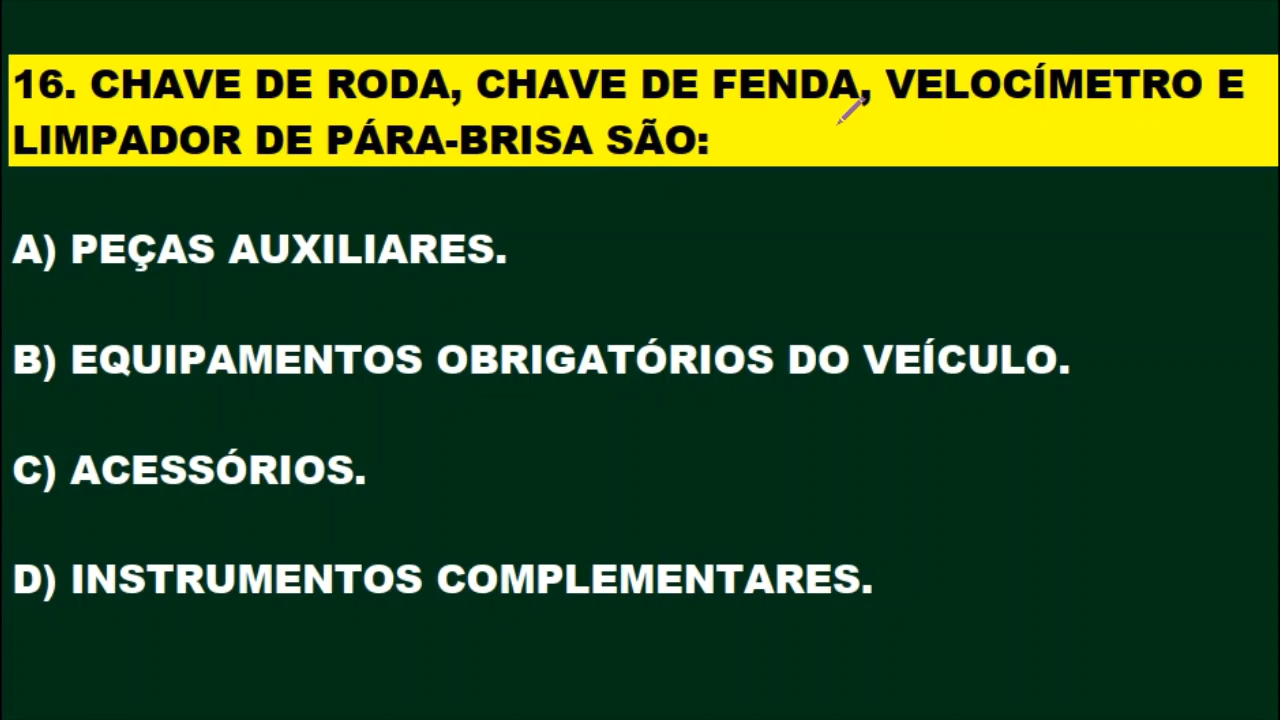 16. CHAVE DE RODA, CHAVE DE FENDA, VELOCÍMETRO E
LIMPADOR DE PÁRA-BRISA SÃO:
A) PEÇAS AUXILIARES.
B) EQUIPAMENTOS OBRIGATÓRIOS DO VEÍCULO.
C) ACESSÓRIOS.
D) INSTRUMENTOS COMPLEMENTARES.